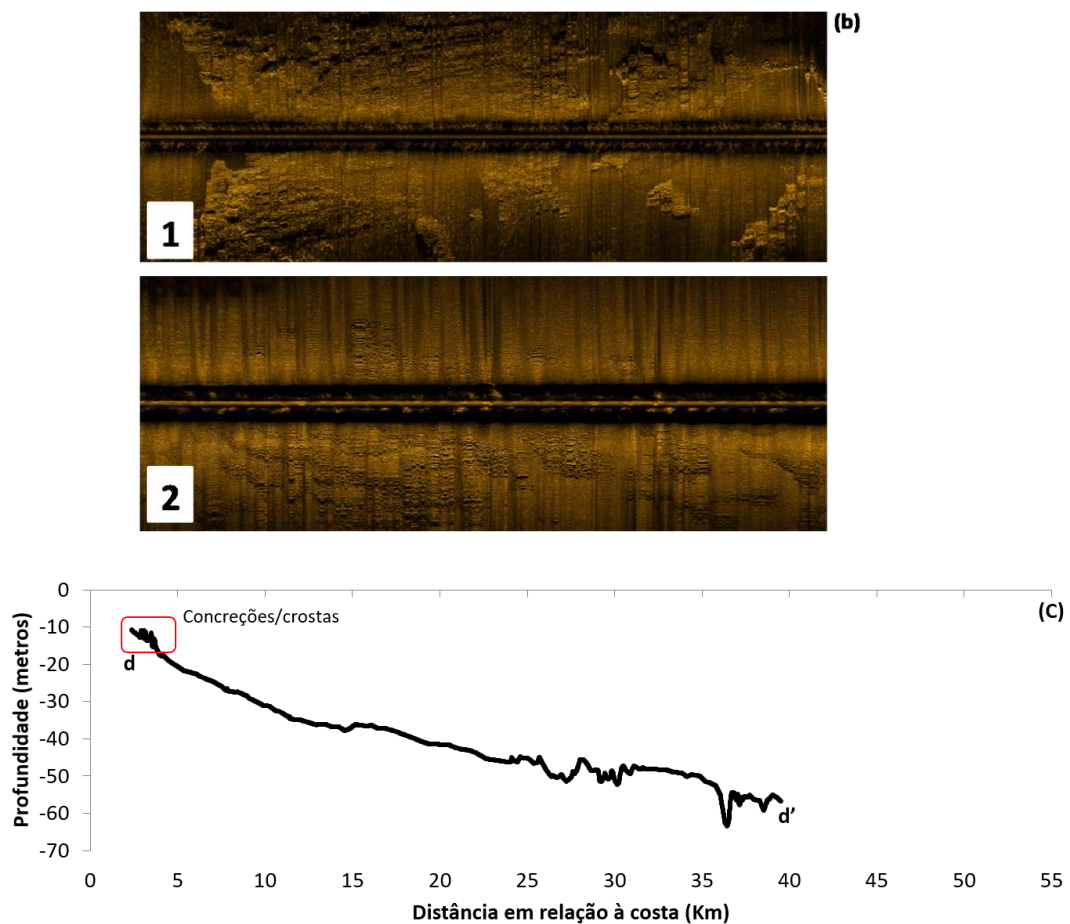 (b)
1
2
0
Concreções/crostas
(C)
-10
d
-20
-30
-40
-50
d’
-60
-70
Profundidade (metros)
0 5 10 15 20 25 30 35 40 45 50 55
Distância em relação à costa (Km)